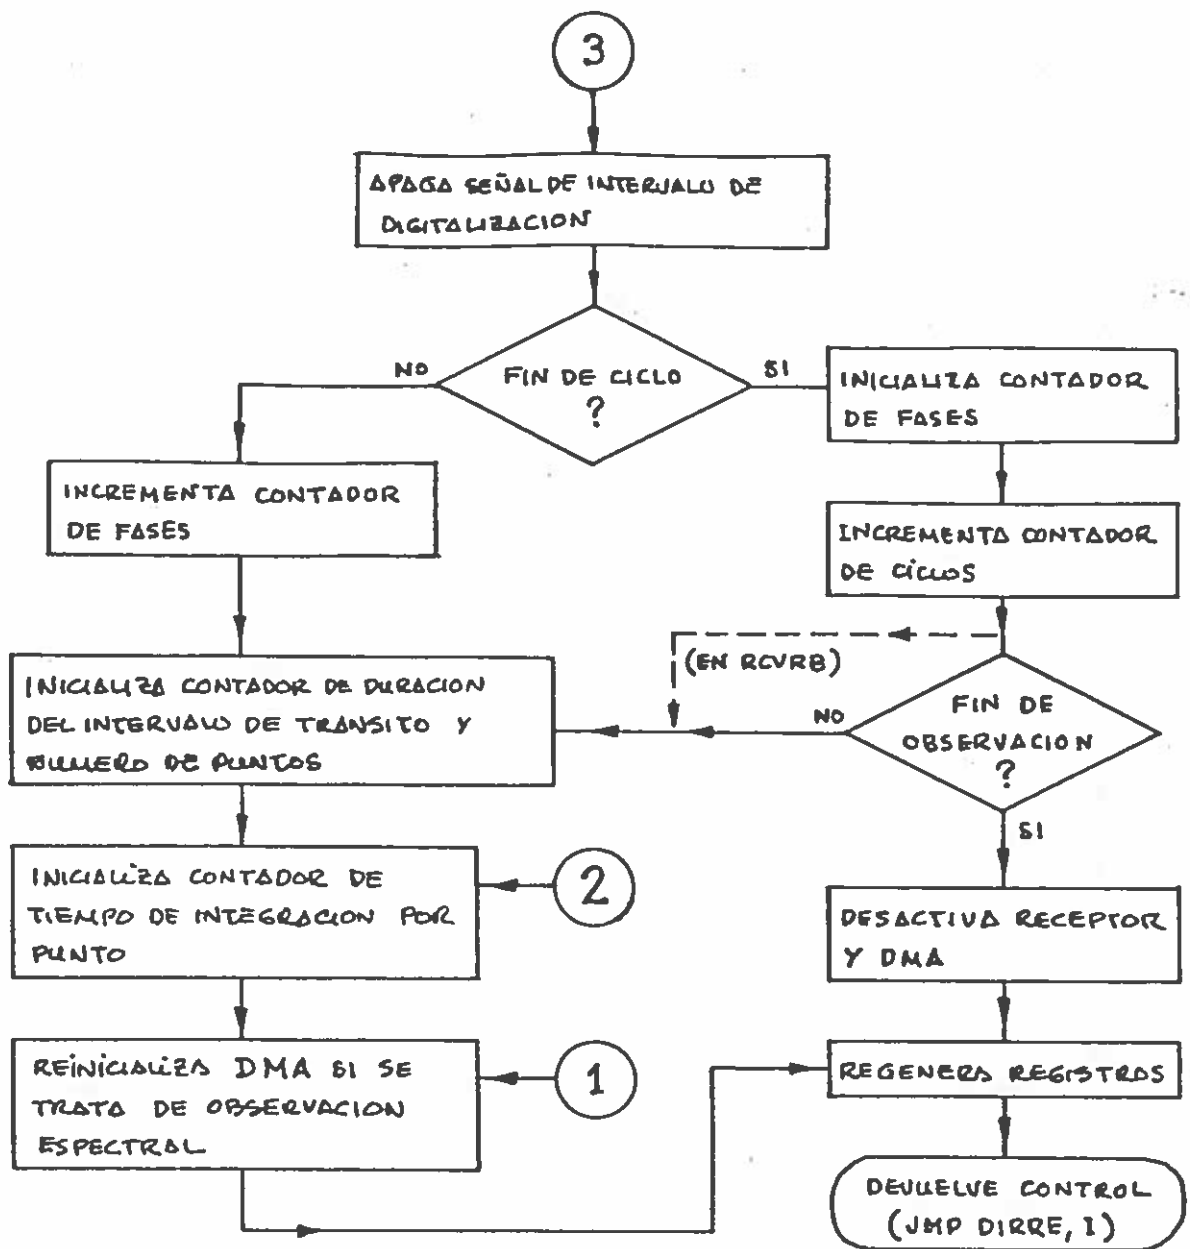 3
APAGA SEÑAL DE INTERVALO DE
DIGITALIZACION
FIN DE CICLO
?
NO
SI
INICIALIZA CONTADOR
DE FASES
INCREMENTA CONTADOR
DE FASES
INCREMENTA CONTADOR
DE CICLOS
(EN RCVRB)
INICIALIZA CONTADOR DE DURACION
DEL INTERVALO DE TRANSITO Y
NUMERO DE PUNTOS
NO
FIN DE
OBSERVACION
?
SI
INICIALIZA CONTADOR DE
TIEMPO DE INTEGRACION POR
PUNTO
2
DESACTIVA RECEPTOR
Y DMA
REINICIALIZA DMA SI SE
TRATA DE OBSERVACION
ESPECTRAL
1
REGENERA REGISTROS
DEVUELVE CONTROL
(JMP DIRRE, I)